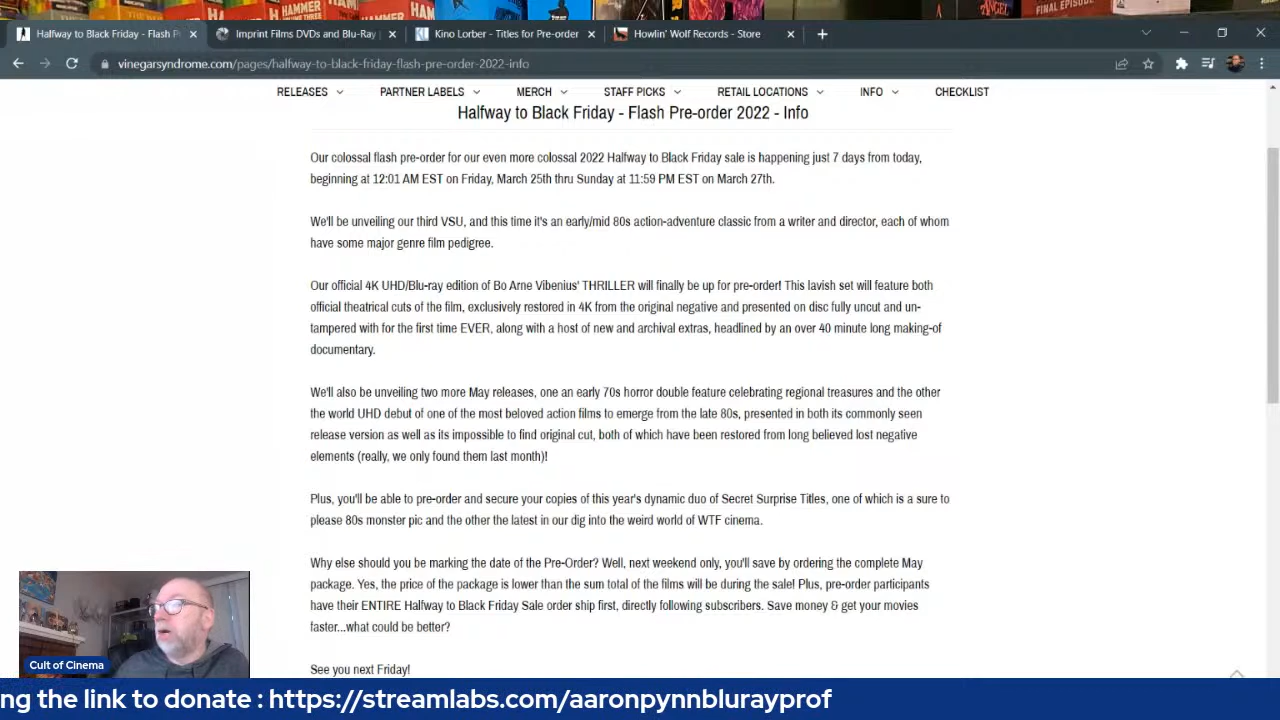 HAMMER
HAMMER
ANGEL
FINAL EPISODE
Halfway to Black Friday - Flash P
Imprint Films DVDs and Blu-Ray
Kino Lorber - Titles for Pre-order
Howlin' Wolf Records - Store
vinegarsyndrome.com/pages/halfway-to-black-friday-flash-pre-order-2022-info
RELEASES PARTNER LABELS MERCH STAFF PICKS RETAIL LOCATIONS INFO CHECKLIST
Halfway to Black Friday - Flash Pre-order 2022 - Info
Our colossal flash pre-order for our even more colossal 2022 Halfway to Black Friday sale is happening just 7 days from today,
beginning at 12:01 AM EST on Friday, March 25th thru Sunday at 11:59 PM EST on March 27th.
We'll be unveiling our third VSU, and this time it's an early/mid 80s action-adventure classic from a writer and director, each of whom
have some major genre film pedigree.
Our official 4K UHD/Blu-ray edition of Bo Arne Vibenius' THRILLER will finally be up for pre-order! This lavish set will feature both
official theatrical cuts of the film, exclusively restored in 4K from the original negative and presented on disc fully uncut and un-
tampered with for the first time EVER, along with a host of new and archival extras, headlined by an over 40 minute long making-of
documentary.
We'll also be unveiling two more May releases, one an early 70s horror double feature celebrating regional treasures and the other
the world UHD debut of one of the most beloved action films to emerge from the late 80s, presented in both its commonly seen
release version as well as its impossible to find original cut, both of which have been restored from long believed lost negative
elements (really, we only found them last month)!
Plus, you'll be able to pre-order and secure your copies of this year's dynamic duo of Secret Surprise Titles, one of which is a sure to
please 80s monster pic and the other the latest in our dig into the weird world of WTF cinema.
Why else should you be marking the date of the Pre-Order? Well, next weekend only, you'll save by ordering the complete May
package. Yes, the price of the package is lower than the sum total of the films will be during the sale! Plus, pre-order participants
have their ENTIRE Halfway to Black Friday Sale order ship first, directly following subscribers. Save money & get your movies
faster...what could be better?
See you next Friday!
Cult of Cinema
ng the link to donate : https://streamlabs.com/aaronpynnblurayprof